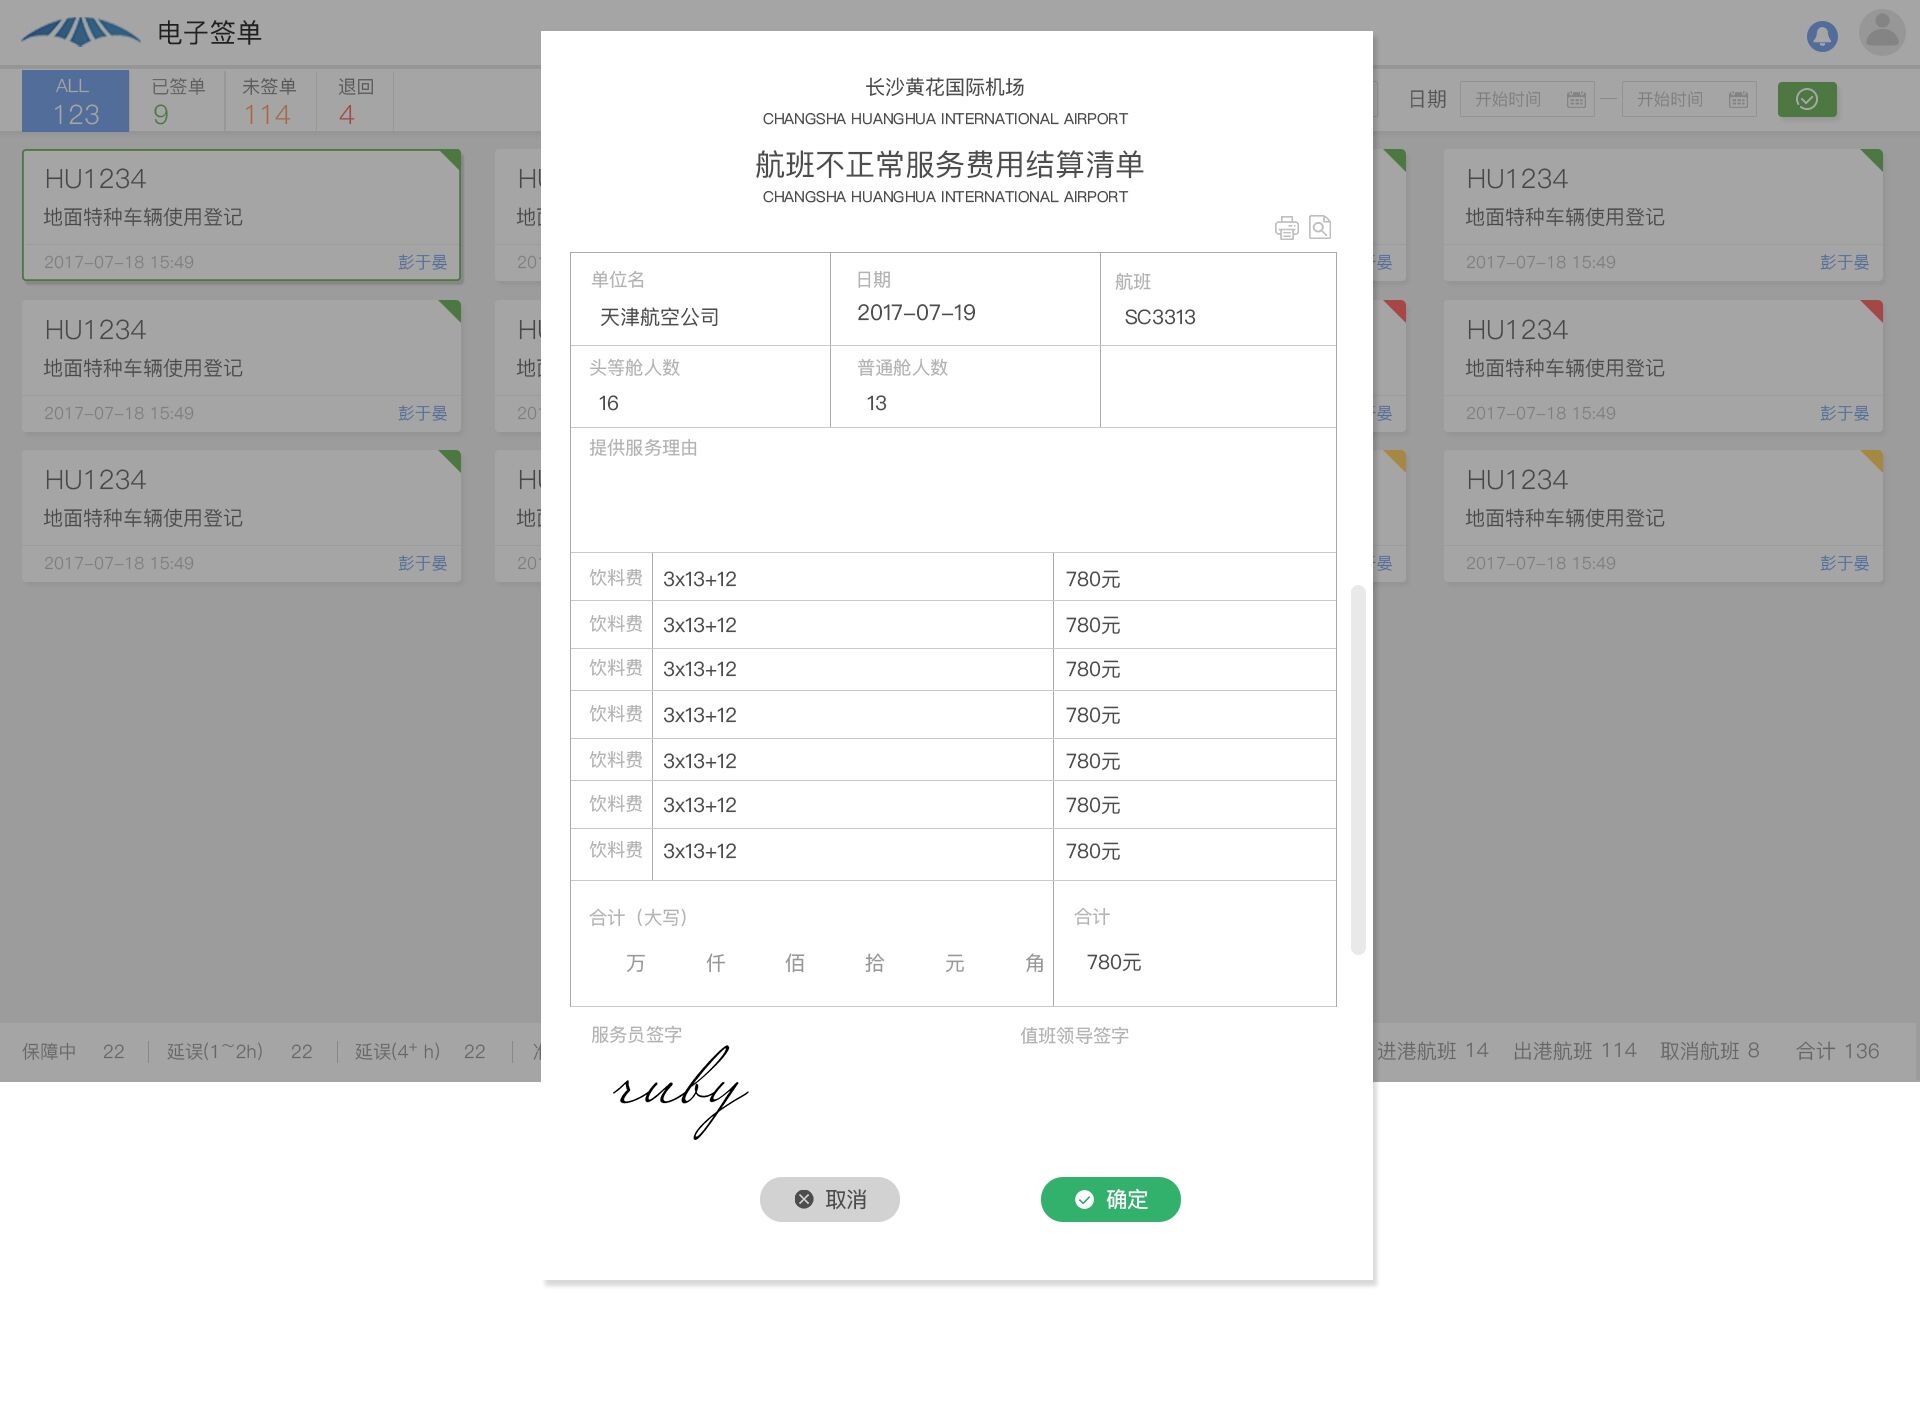 电子签单
ALL
123
已签单
9
未签单
114
退回
4
日期
开始时间
开始时间
HU1234
地面特种车辆使用登记
2017-07-18 15:49
彭于晏
HU1234
地面特种车辆使用登记
2017-07-18 15:49
彭于晏
HU1234
地面特种车辆使用登记
2017-07-18 15:49
彭于晏
长沙黄花国际机场
CHANGSHA HUANGHUA INTERNATIONAL AIRPORT
航班不正常服务费用结算清单
CHANGSHA HUANGHUA INTERNATIONAL AIRPORT
单位名
天津航空公司
日期
2017-07-19
航班
SC3313
头等舱人数
16
普通舱人数
13
提供服务理由
饮料费 3x13+12 780元
饮料费 3x13+12 780元
饮料费 3x13+12 780元
饮料费 3x13+12 780元
饮料费 3x13+12 780元
饮料费 3x13+12 780元
饮料费 3x13+12 780元
合计（大写）
万 仟 佰 拾 元 角
合计
780元
服务员签字
ruby
值班领导签字
取消
确定
HU1234
地面特种车辆使用登记
2017-07-18 15:49
彭于晏
HU1234
地面特种车辆使用登记
2017-07-18 15:49
彭于晏
HU1234
地面特种车辆使用登记
2017-07-18 15:49
彭于晏
保障中 22
延误(1~2h) 22
延误(4+ h) 22
进港航班 14
出港航班 114
取消航班 8
合计 136